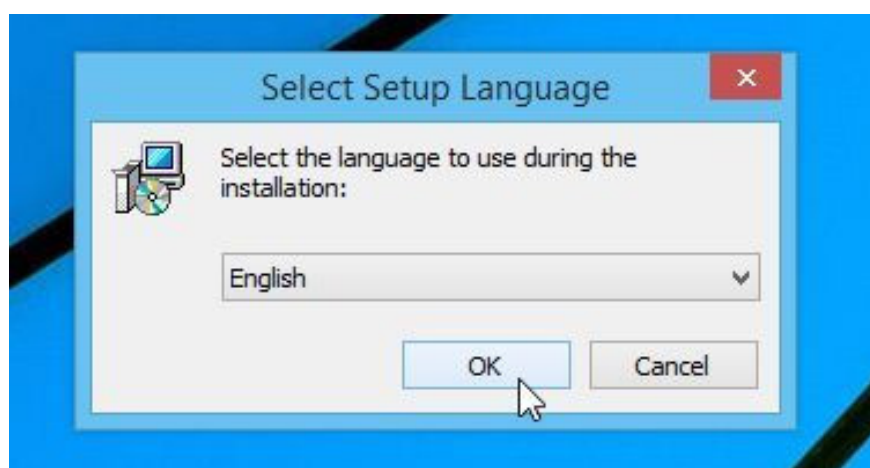 Select Setup Language
Select the language to use during the
installation:
English
OK
Cancel